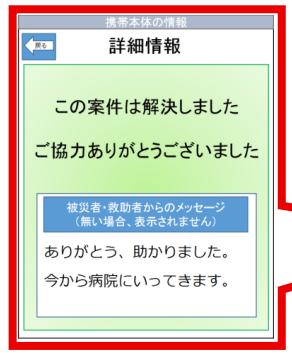 携帯本体の情報
戻る
詳細情報
この案件は解決しました
ご協力ありがとうございました
被災者・救助者からのメッセージ
（無い場合、表示されません）
ありがとう、助かりました。
今から病院にいってきます。